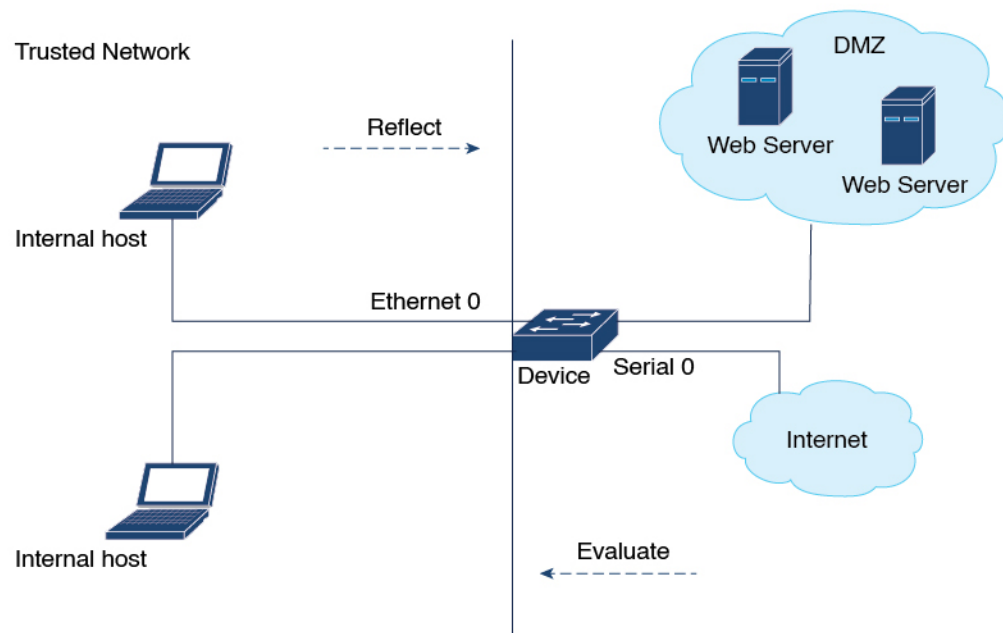 Trusted Network
DMZ
Reflect
Web Server
Web Server
Internal host
Ethernet 0
Device
Serial 0
Internet
Internal host
Evaluate